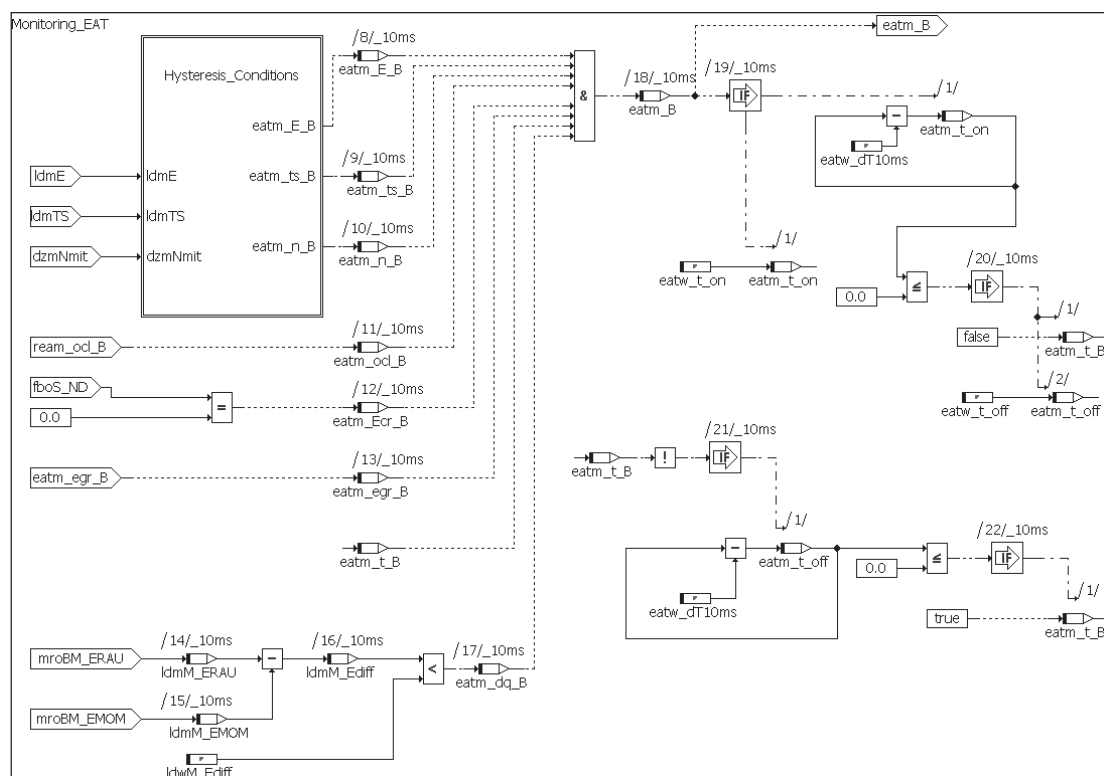 Monitoring_EAT
eatm_B
/8/_10ms
eatm_E_B
Hysteresis_Conditions
eatm_E_B
/18/_10ms
eatm_B
/19/_10ms
IF
/1/
&
-
eatm_t_on
P
eatw_dT10ms
/9/_10ms
eatm_ts_B
eatm_ts_B
ldmE
ldmE
ldmTS
ldmTS
/10/_10ms
eatm_n_B
eatm_n_B
dzmNmit
dzmNmit
/1/
P
eatw_t_on
eatm_t_on
/20/_10ms
IF
≤
0.0
/1/
/11/_10ms
ream_ocl_B
eatm_ocl_B
false
eatm_t_B
fboS_ND
0.0
=
/12/_10ms
eatm_Ecr_B
/2/
P
eatw_t_off
eatm_t_off
/13/_10ms
eatm_egr_B
eatm_egr_B
eatm_t_B
!
/21/_10ms
IF
/1/
eatm_t_B
-
eatm_t_off
P
eatw_dT10ms
0.0
≤
/22/_10ms
IF
/1/
true
eatm_t_B
mroBM_ERAU
/14/_10ms
ldmM_ERAU
-
/16/_10ms
ldmM_Ediff
<
/17/_10ms
eatm_dq_B
mroBM_EMOM
/15/_10ms
ldmM_EMOM
P
ldwM_Ediff